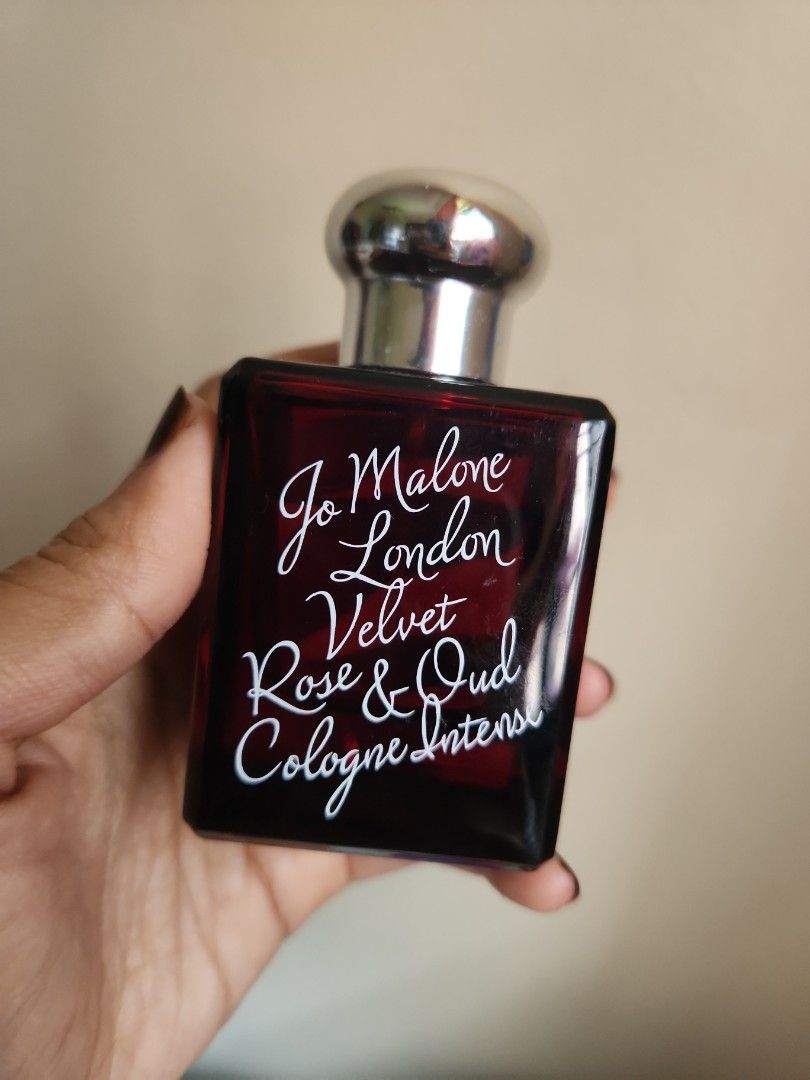 Jo Malone
London
Velvet
Rose & Oud
Cologne Intense